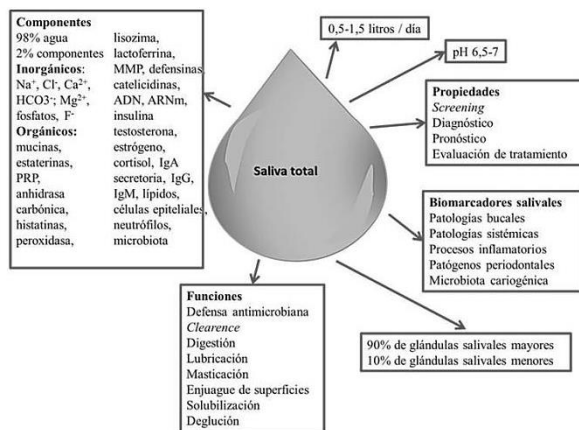 Componentes
98% agua
2% componentes
Inorgánicos:
Na⁺, Cl⁻, Ca²⁺,
HCO3⁻; Mg²⁺,
fosfatos, F⁻
Orgánicos:
mucinas,
estaterinas,
PRP,
anhidrasa
carbónica,
histatinas,
peroxidasa,
lisozima,
lactoferrina,
MMP, defensinas
catelicidinas,
ADN, ARNm,
insulina
testosterona,
estrógeno,
cortisol, IgA
secretoria, IgG,
IgM, lípidos,
células epiteliales,
neutrófilos,
microbiota
0,5-1,5 litros / día
pH 6,5-7
Propiedades
Screening
Diagnóstico
Pronóstico
Evaluación de tratamiento
Saliva total
Biomarcadores salivales
Patologías bucales
Patologías sistémicas
Procesos inflamatorios
Patógenos periodontales
Microbiota cariogénica
Funciones
Defensa antimicrobiana
Clearence
Digestión
Lubricación
Masticación
Enjuague de superficies
Solubilización
Deglución
90% de glándulas salivales mayores
10% de glándulas salivales menores